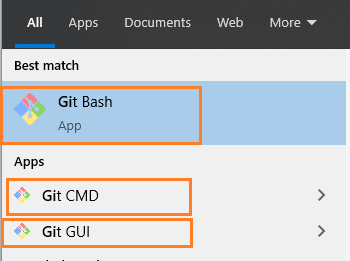 All Apps Documents Web More
Best match
Git Bash
App
Apps
Git CMD
Git GUI